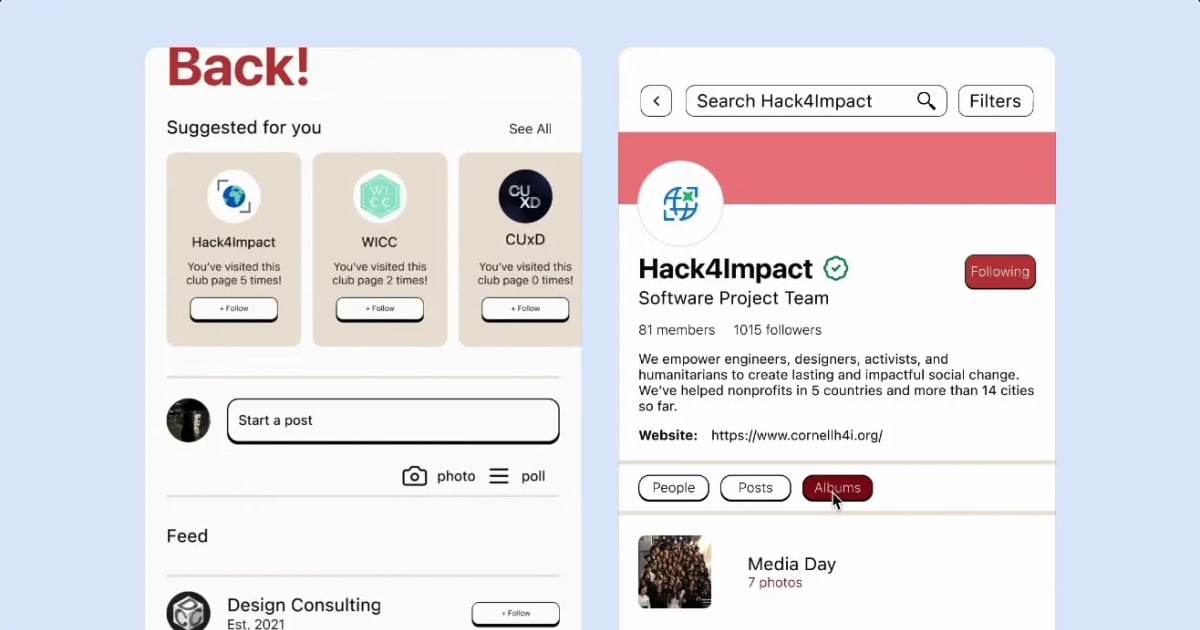 Back!
Suggested for you
See All
Hack4Impact
You've visited this
club page 5 times!
+ Follow
WI
CC
WICC
You've visited this
club page 2 times!
+ Follow
CU
XD
CUxD
You've visited this
club page 0 times!
+ Follow
Start a post
photo
poll
Feed
Design Consulting
Est. 2021
+ Follow
Search Hack4Impact
Filters
Hack4Impact
Following
Software Project Team
81 members 1015 followers
We empower engineers, designers, activists, and
humanitarians to create lasting and impactful social change.
We've helped nonprofits in 5 countries and more than 14 cities
so far.
Website: https://www.cornellh4i.org/
People
Posts
Albums
Media Day
7 photos